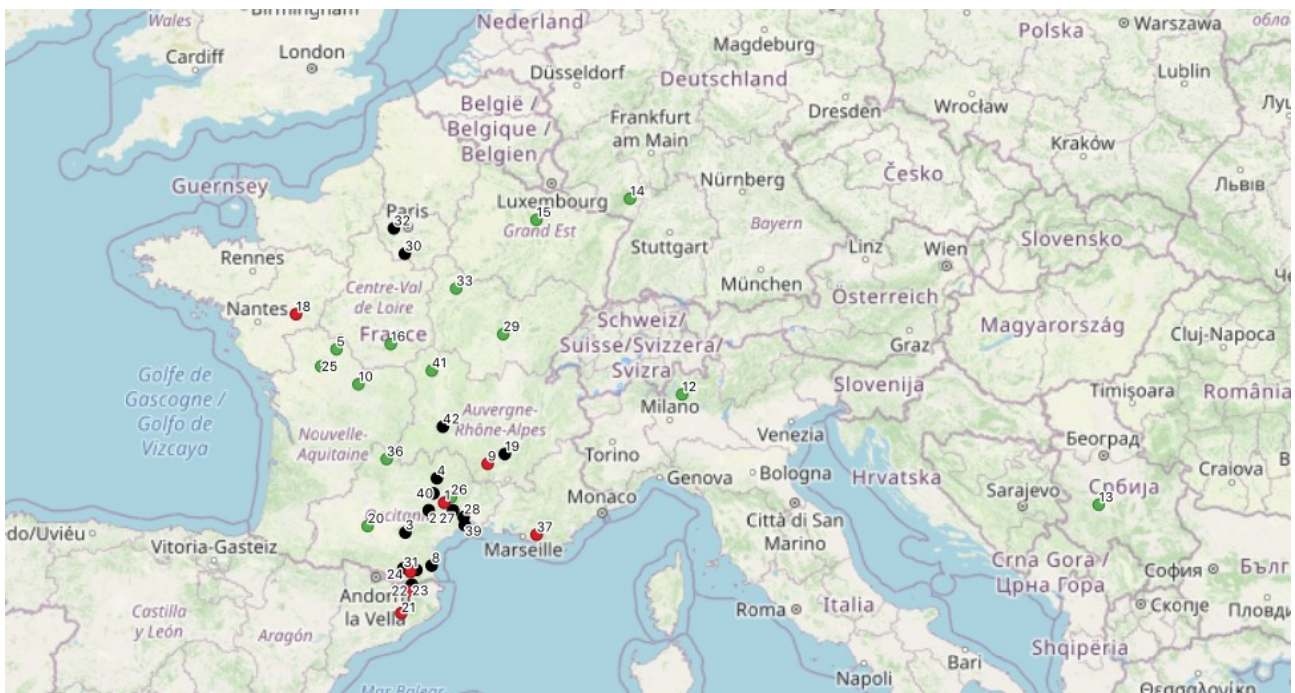 Wales
Birmingham
Nederland
Cardiff
London
Magdeburg
Polska
Warszawa
Düsseldorf
Deutschland
Lublin
België /
Belgique /
Belgien
Frankfurt
am Main
Dresden
Wrocław
Kraków
Guernsey
Luxembourg
Nürnberg
Česko
Львів
14
15
Paris
32
Grand Est
Bayern
Stuttgart
Linz
Wien
Slovensko
Rennes
30
München
Centre-Val
de Loire
33
Österreich
Nantes
18
France
16
29
Schweiz/
Suisse/Svizzera/
Svizra
Graz
Magyarország
Cluj-Napoca
5
25
10
41
12
Milano
Slovenija
Timișoara
România
Golfe de
Gascogne /
Golfo de
Vizcaya
42
Auvergne-
Rhône-Alpes
Nouvelle-
Aquitaine
36
9
19
Torino
Venezia
Hrvatska
Београд
Craiova
4
40
1
26
Genova
Bologna
Monaco
Sarajevo
Србија
13
20
2
27
28
3
39
Marseille
37
Città di San
Marino
Vitoria-Gasteiz
24
31
8
Crna Gora /
Црна Гора
София
Castilla
y León
Aragón
22
23
21
la Vella
Roma
Italia
Скопје
Shqipëria
Bari
Napoli